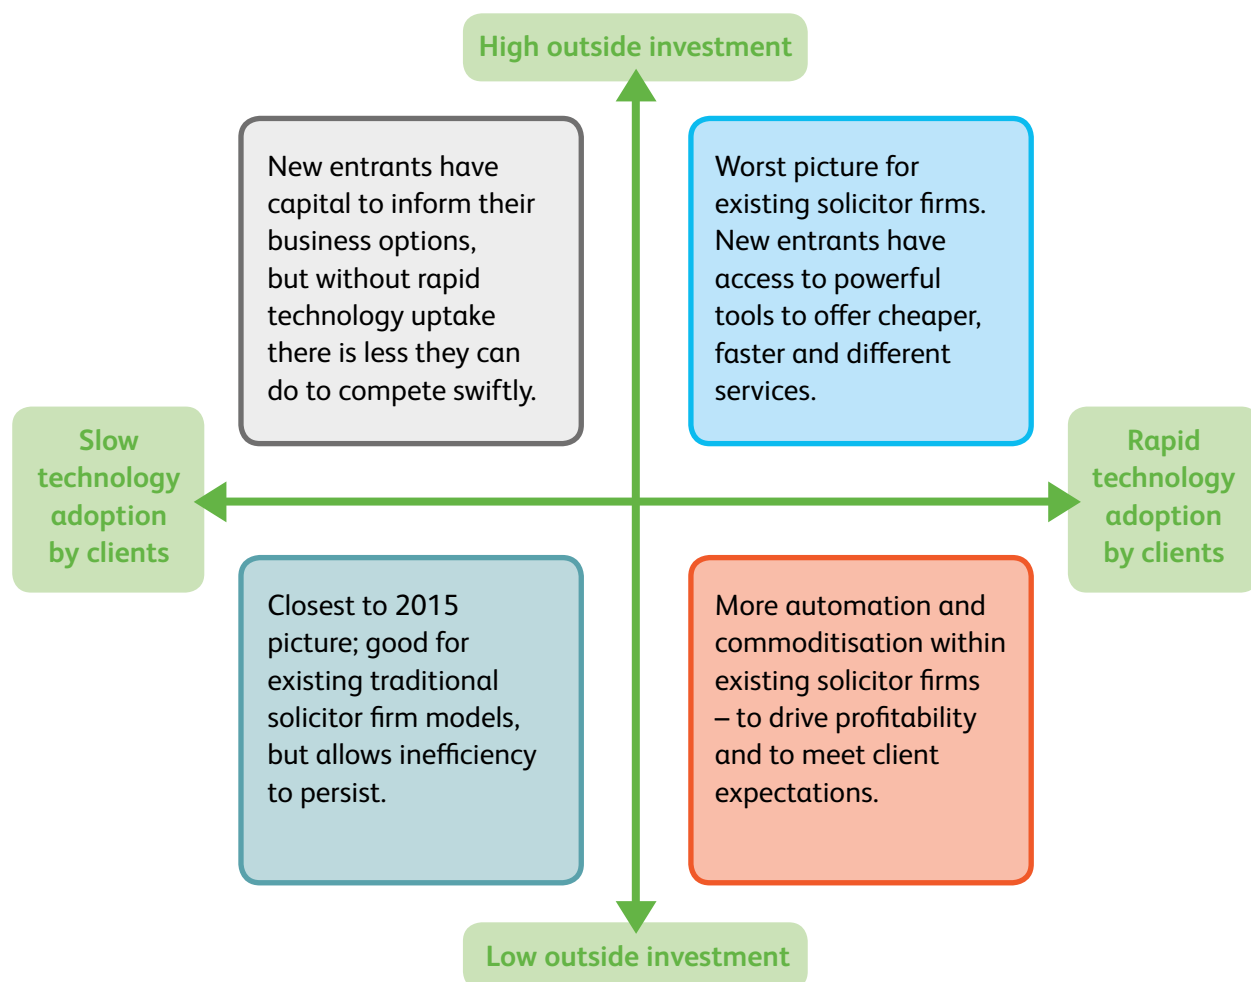 High outside investment
New entrants have
capital to inform their
business options,
but without rapid
technology uptake
there is less they can
do to compete swiftly.
Worst picture for
existing solicitor firms.
New entrants have
access to powerful
tools to offer cheaper,
faster and different
services.
Slow
technology
adoption
by clients
Rapid
technology
adoption
by clients
Closest to 2015
picture; good for
existing traditional
solicitor firm models,
but allows inefficiency
to persist.
More automation and
commoditisation within
existing solicitor firms
– to drive profitability
and to meet client
expectations.
Low outside investment